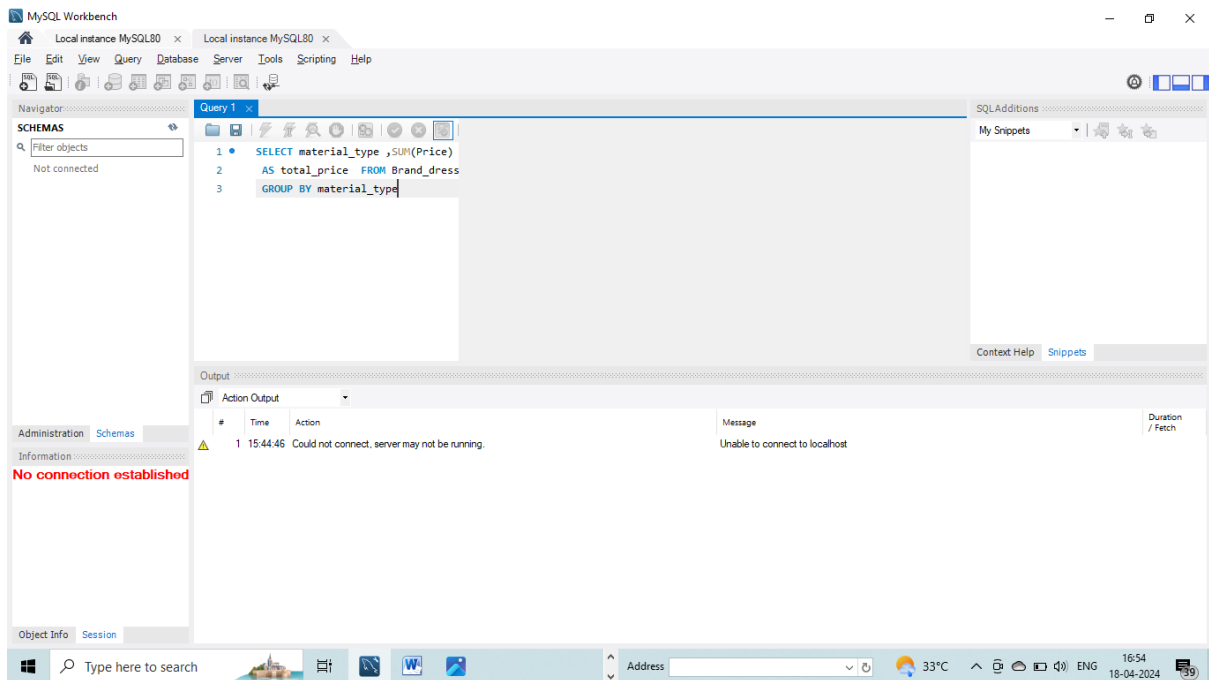 MySQL Workbench
Local instance MySQL80 × Local instance MySQL80 ×
File Edit View Query Database Server Tools Scripting Help
Navigator
SCHEMAS
Filter objects
Not connected
Administration Schemas
Information
No connection established
Object Info Session
Query 1 ×
1 SELECT material_type ,SUM(Price)
2 AS total_price FROM Brand_dress
3 GROUP BY material_type
SQLAdditions
My Snippets
Context Help Snippets
Output
Action Output
# Time Action Message Duration / Fetch
1 15:44:46 Could not connect, server may not be running. Unable to connect to localhost
Type here to search
Address
33°C
ENG
16:54
18-04-2024
39